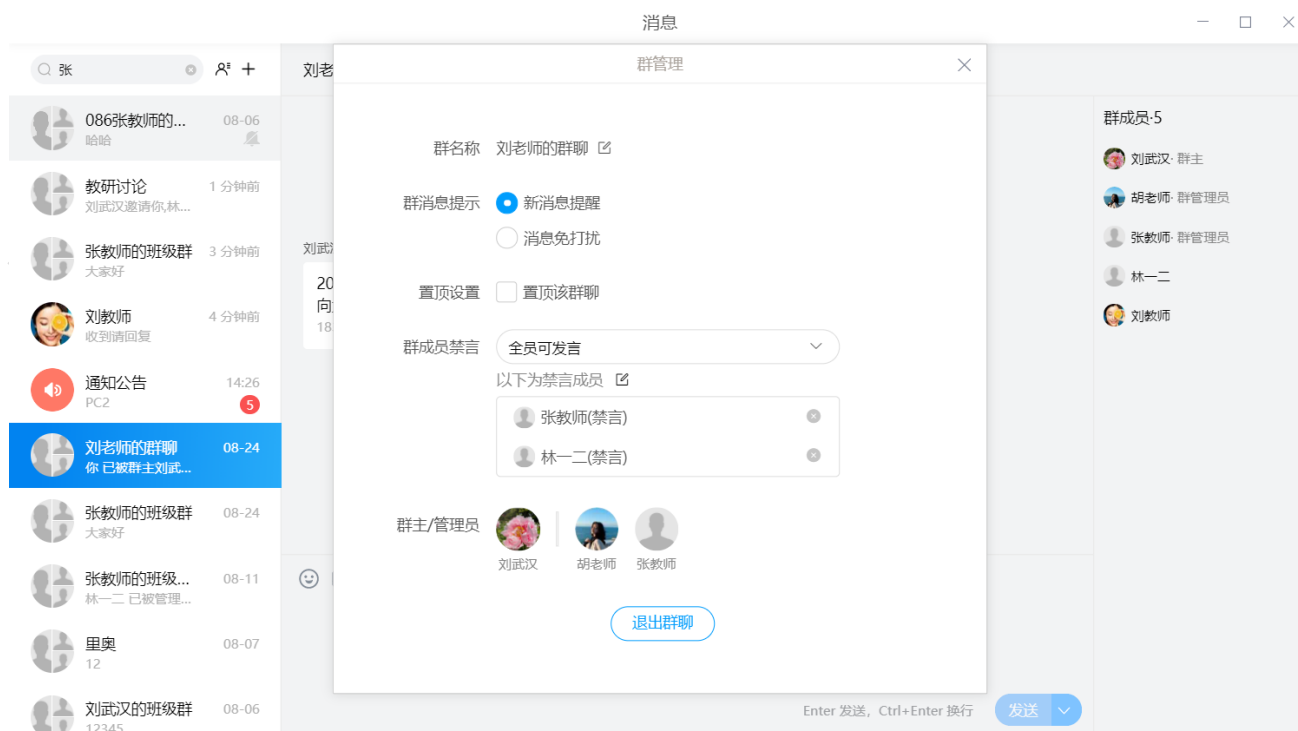 消息
张
086张教师的... 08-06
哈哈
教研讨论 1 分钟前
刘武汉邀请你,林...
张教师的班级群 3 分钟前
大家好
刘教师 4 分钟前
收到请回复
通知公告 14:26
PC2 5
刘老师的群聊 08-24
你 已被群主刘武...
张教师的班级群 08-24
大家好
张教师的班级... 08-11
林一二 已被管理...
里奥 08-07
12
刘武汉的班级群 08-06
12345
刘老
刘武
20
向
18
群管理
群名称 刘老师的群聊
群消息提示 新消息提醒
消息免打扰
置顶设置 置顶该群聊
群成员禁言 全员可发言
以下为禁言成员
张教师(禁言)
林一二(禁言)
群主/管理员
刘武汉 胡老师 张教师
退出群聊
Enter 发送，Ctrl+Enter 换行 发送
群成员·5
刘武汉· 群主
胡老师· 群管理员
张教师· 群管理员
林一二
刘教师